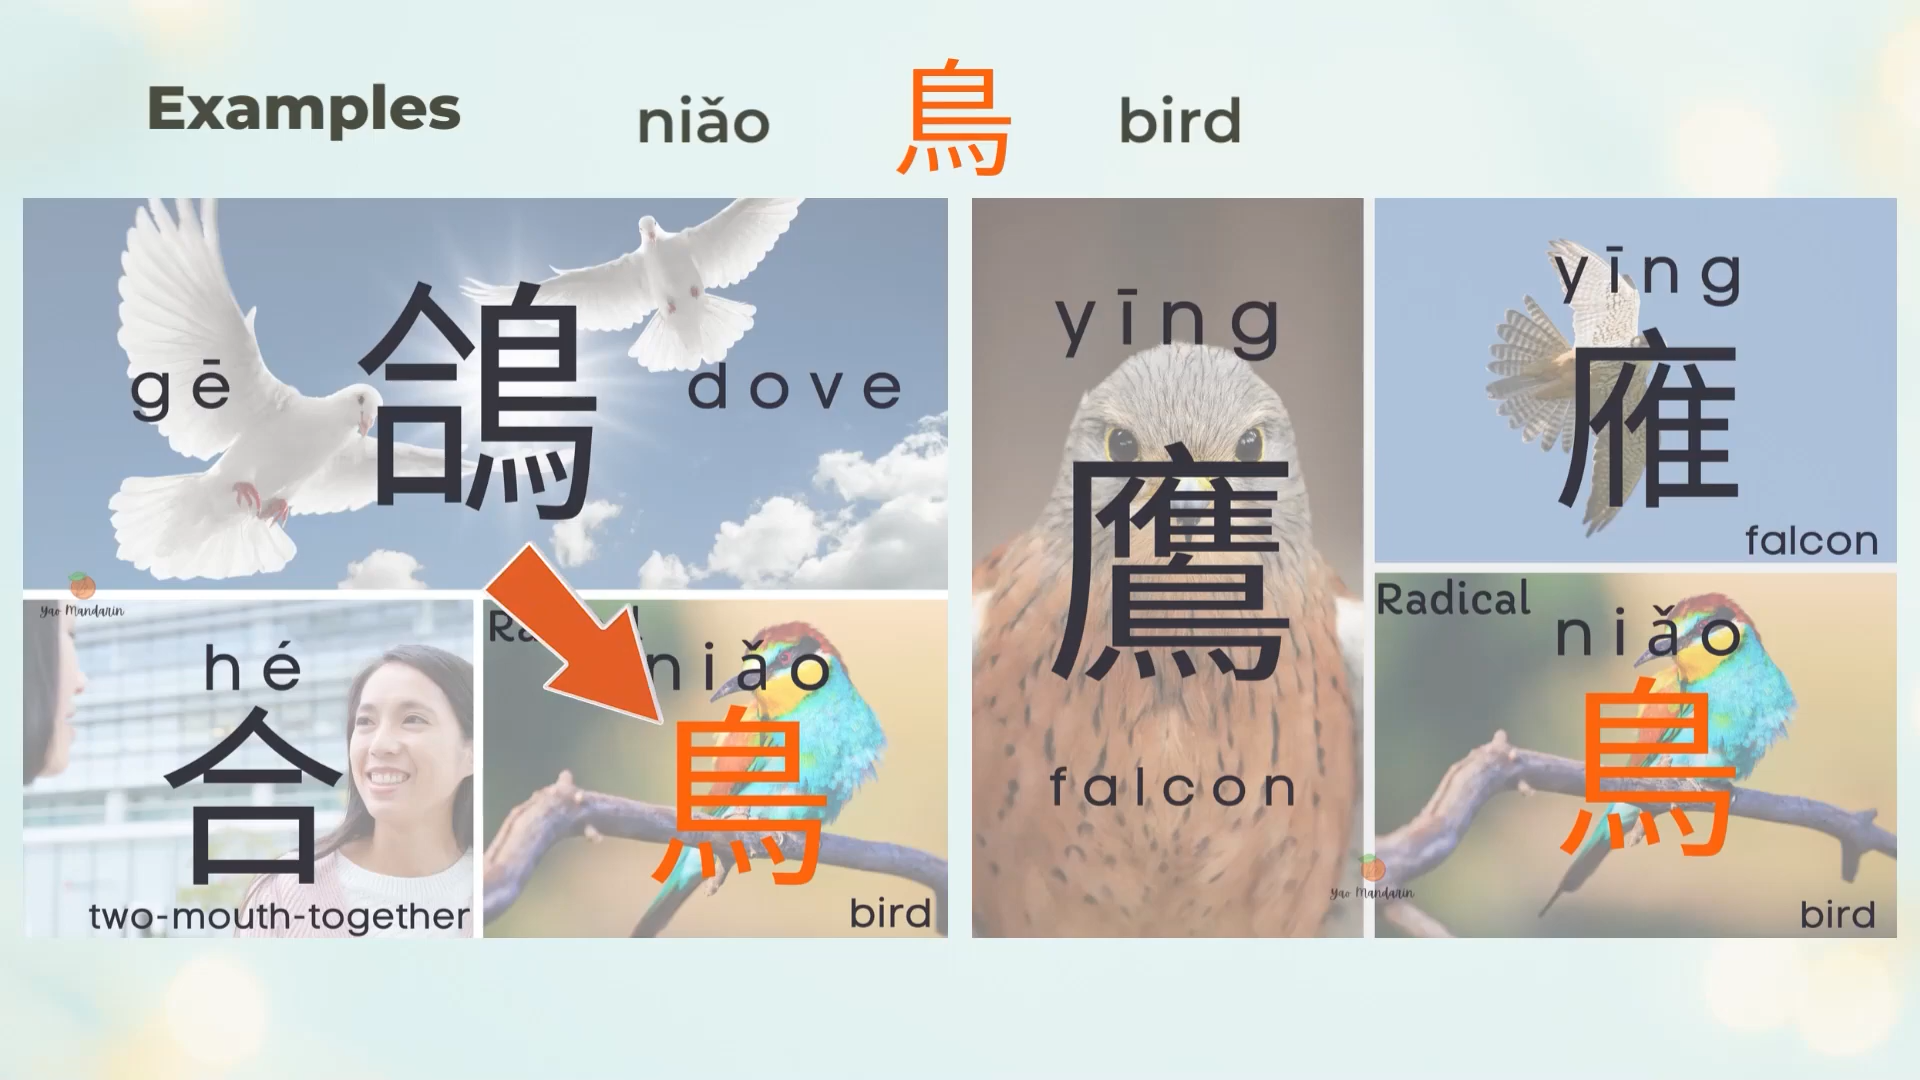 Examples
niǎo 鳥 bird
gē 鴿 dove
Yao Mandarin
hé
合
two-mouth-together
niǎo
鳥
bird
yīng
鷹
falcon
yīng
䧹
falcon
Radical
niǎo
鳥
Yao Mandarin
bird